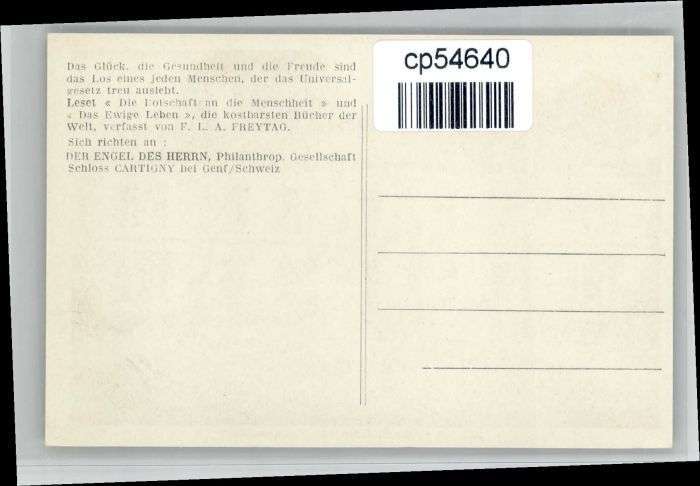 Das Glück, die Gesundheit und die Freude sind
das Los eines jeden Menschen, der das Universal-
gesetz treu auslebt.
Leset « Die Botschaft an die Menschheit » und
« Das Ewige Leben », die kostbarsten Bücher der
Welt, verfasst von F. L. A. FREYTAG.
Sich richten an :
DER ENGEL DES HERRN, Philanthrop. Gesellschaft
Schloss CARTIGNY bei Genf/Schweiz
cp54640